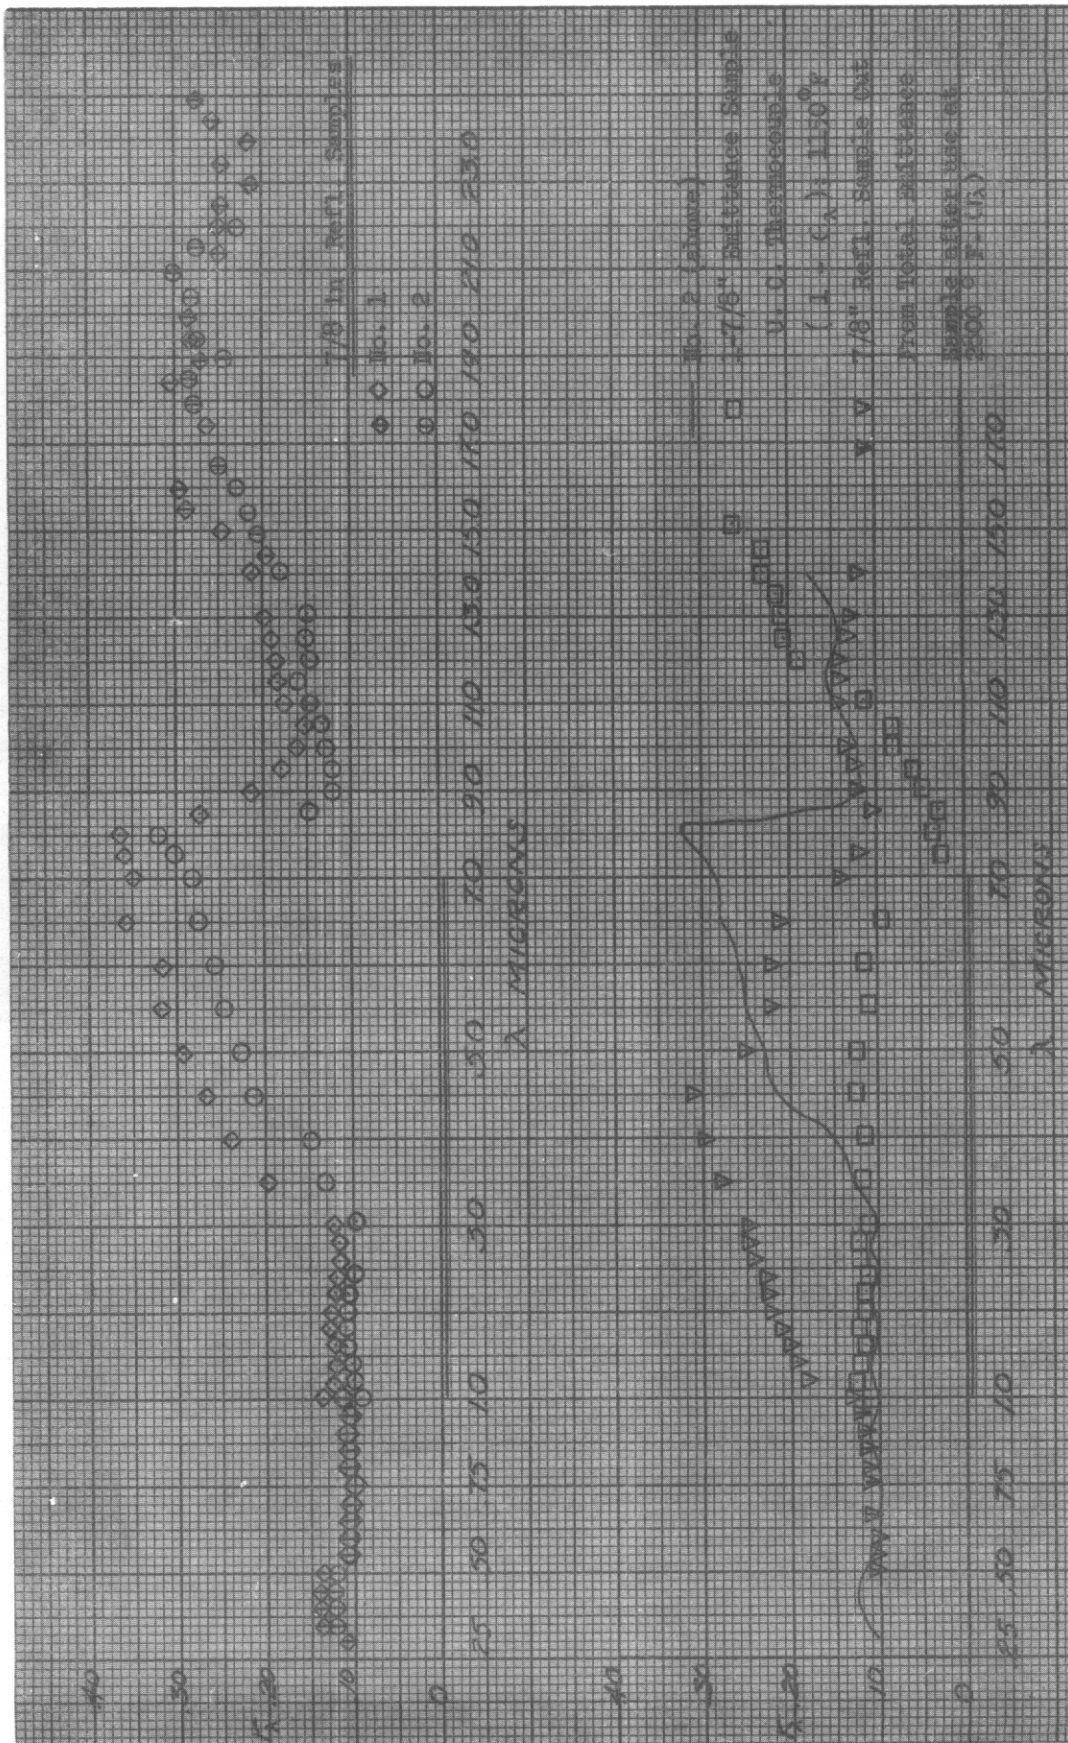 7/8 in Refl. Samples
No. 1
No. 2
.40
.30
rλ .20
.10
0
.25 .50 .75 1.0 3.0 5.0 7.0 9.0 11.0 13.0 15.0 17.0 19.0 21.0 23.0
λ MICRONS
No. 2 (above)
1-7/8" Emittance Sample
U. C. Thermocouple
7/8" Refl. Sample Cut
From Total Emittance
Sample after use at
.40
.30
rλ .20
.10
0
.25 .50 .75 1.0 3.0 5.0 7.0 9.0 11.0 13.0 15.0 17.0
λ MICRONS